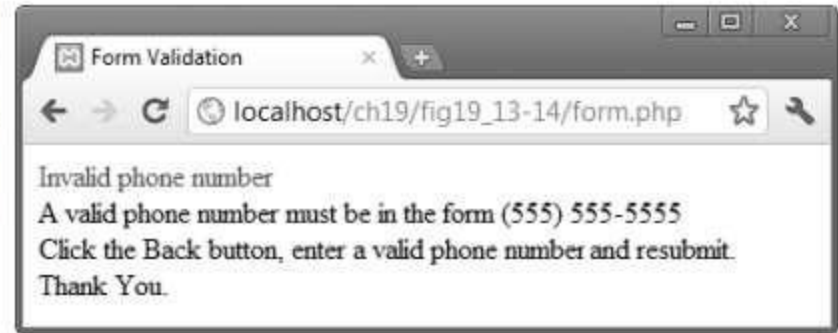 Form Validation
localhost/ch19/fig19_13-14/form.php
Invalid phone number
A valid phone number must be in the form (555) 555-5555
Click the Back button, enter a valid phone number and resubmit.
Thank You.